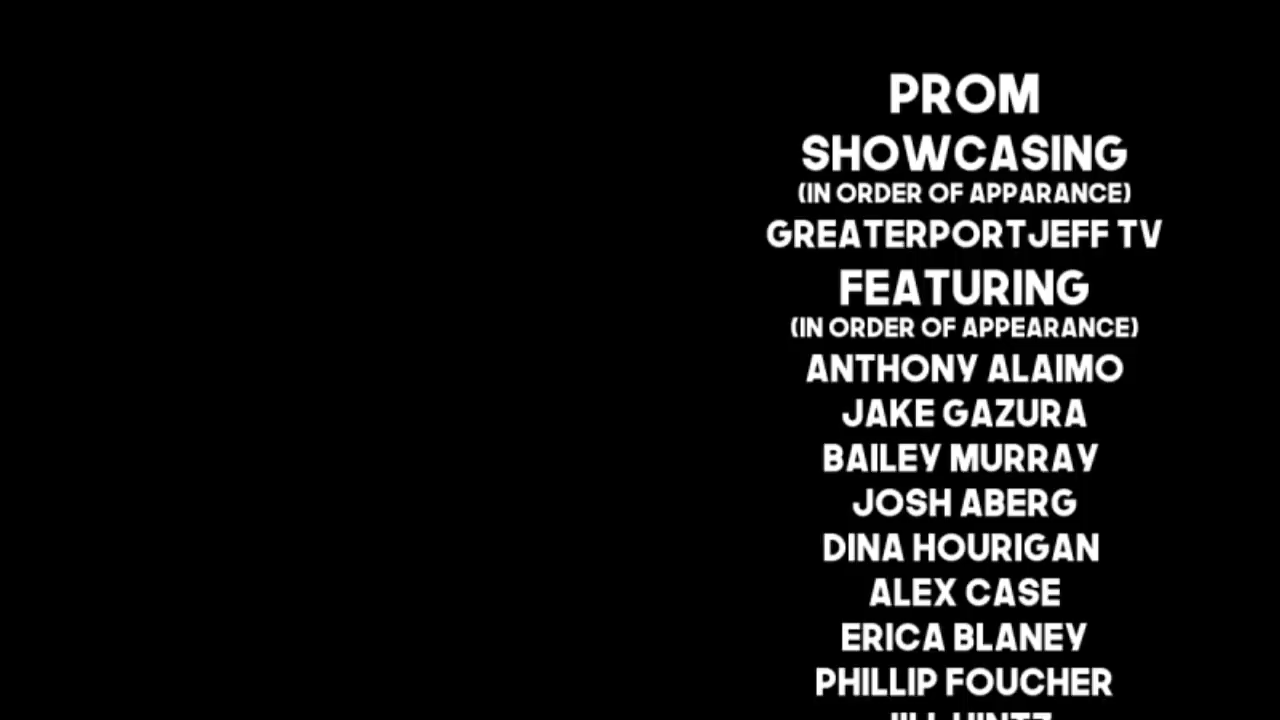 PROM
SHOWCASING
(IN ORDER OF APPARANCE)
GREATERPORTJEFF TV
FEATURING
(IN ORDER OF APPEARANCE)
ANTHONY ALAIMO
JAKE GAZURA
BAILEY MURRAY
JOSH ABERG
DINA HOURIGAN
ALEX CASE
ERICA BLANEY
PHILLIP FOUCHER